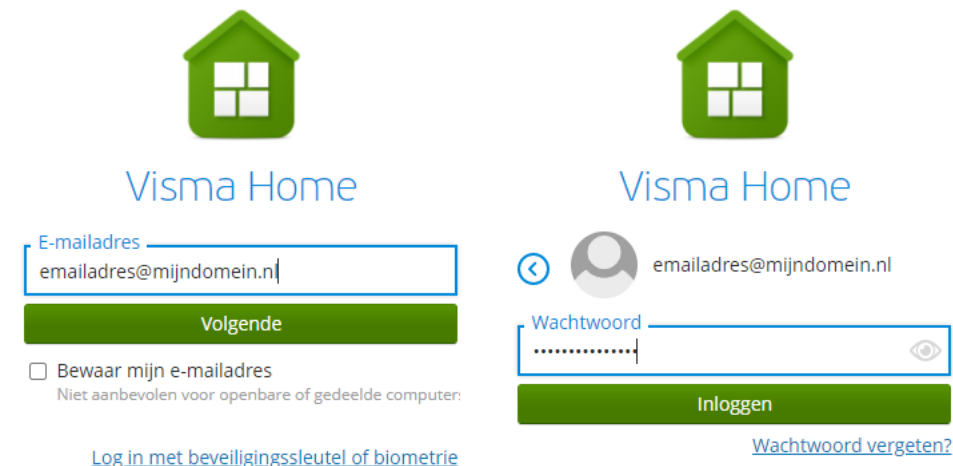 Visma Home
E-mailadres
emailadres@mijndomein.nl
Volgende
Bewaar mijn e-mailadres
Niet aanbevolen voor openbare of gedeelde computer
Log in met beveiligingssleutel of biometrie
Visma Home
emailadres@mijndomein.nl
Wachtwoord
•••••••••••••••
Inloggen
Wachtwoord vergeten?